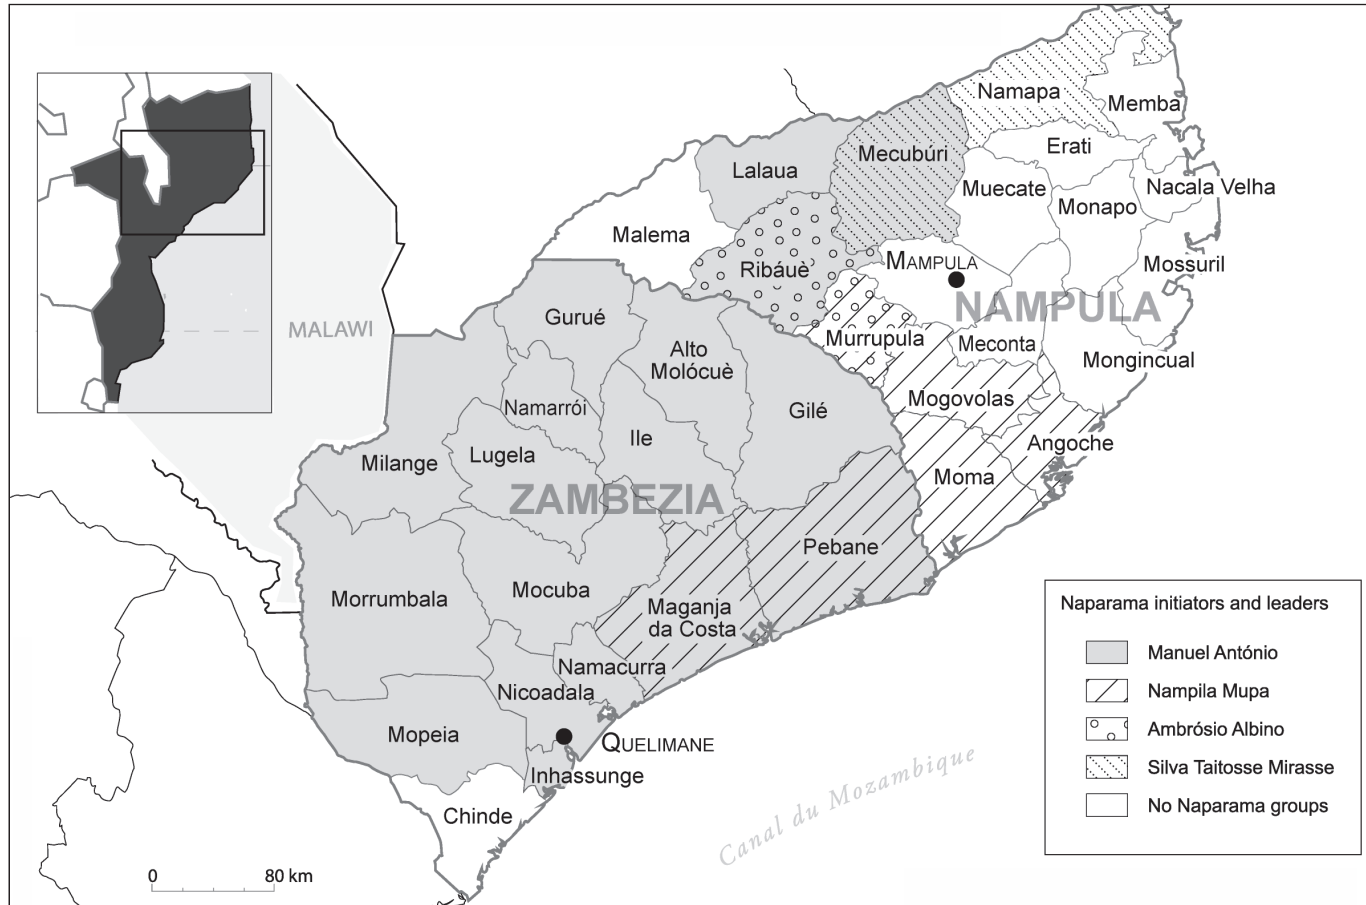 Namapa
Memba
Erati
Mecubúri
Lalaua
Muecate
Nacala Velha
Monapo
Malema
Mossuril
MAMPULA
Ribáuè
NAMPULA
MALAWI
Gurué
Murrupula
Meconta
Alto
Molócuè
Mongincual
Mogovolas
Namarrói
Gilé
Ile
Angoche
Lugela
Milange
Moma
ZAMBEZIA
Pebane
Mocuba
Morrumbala
Maganja
da Costa
Namacurra
Nicoadala
Mopeia
QUELIMANE
Inhassunge
Chinde
Canal du Mozambique
0 80 km
Naparama initiators and leaders
Manuel António
Nampila Mupa
Ambrósio Albino
Silva Taitosse Mirasse
No Naparama groups